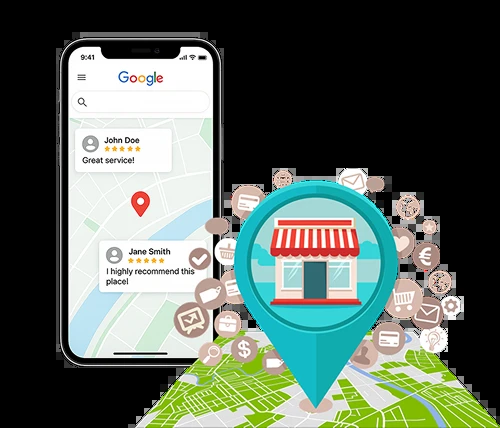 9:41
Google
John Doe
Great service!
Jane Smith
I highly recommend this
place!
$
€